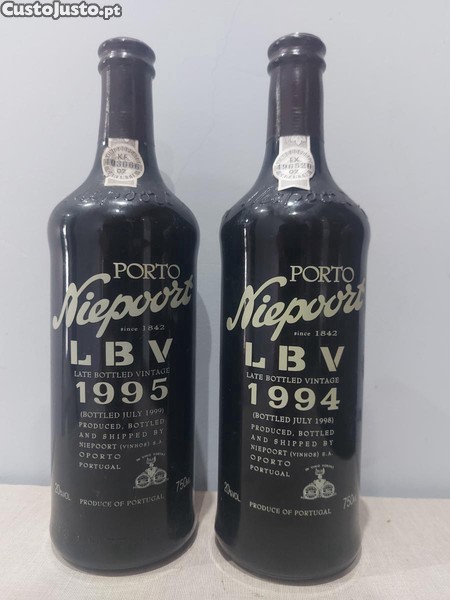 CustoJusto.pt
PORTO
Niepoort
since 1842
LBV
LATE BOTTLED VINTAGE
1995
(BOTTLED JULY 1999)
PRODUCED, BOTTLED
AND SHIPPED BY
NIEPOORT (VINHOS) S.A.
OPORTO
PORTUGAL
750ML
PRODUCE OF PORTUGAL
PORTO
Niepoort
since 1842
LBV
LATE BOTTLED VINTAGE
1994
(BOTTLED JULY 1998)
PRODUCED, BOTTLED
AND SHIPPED BY
NIEPOORT (VINHOS) S.A.
OPORTO
PORTUGAL
PRODUCE OF PORTUGAL